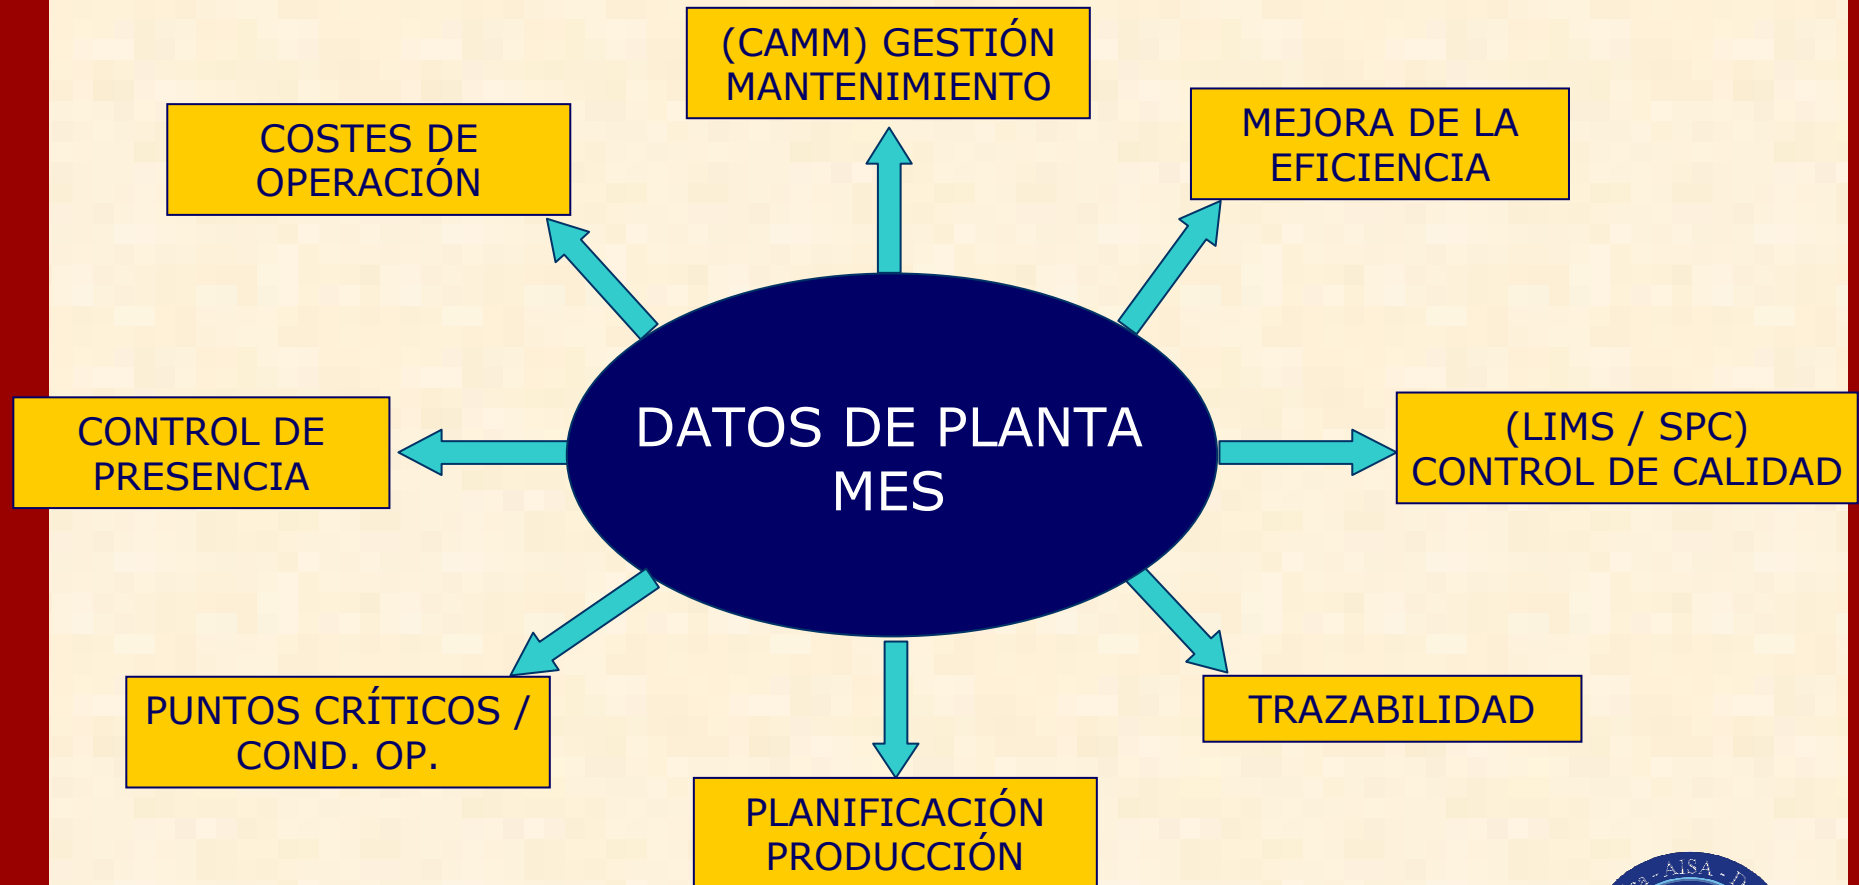 (CAMM) GESTIÓN
MANTENIMIENTO
COSTES DE
OPERACIÓN
MEJORA DE LA
EFICIENCIA
DATOS DE PLANTA
MES
CONTROL DE
PRESENCIA
(LIMS / SPC)
CONTROL DE CALIDAD
PUNTOS CRÍTICOS /
COND. OP.
TRAZABILIDAD
PLANIFICACIÓN
PRODUCCIÓN
- AISA -